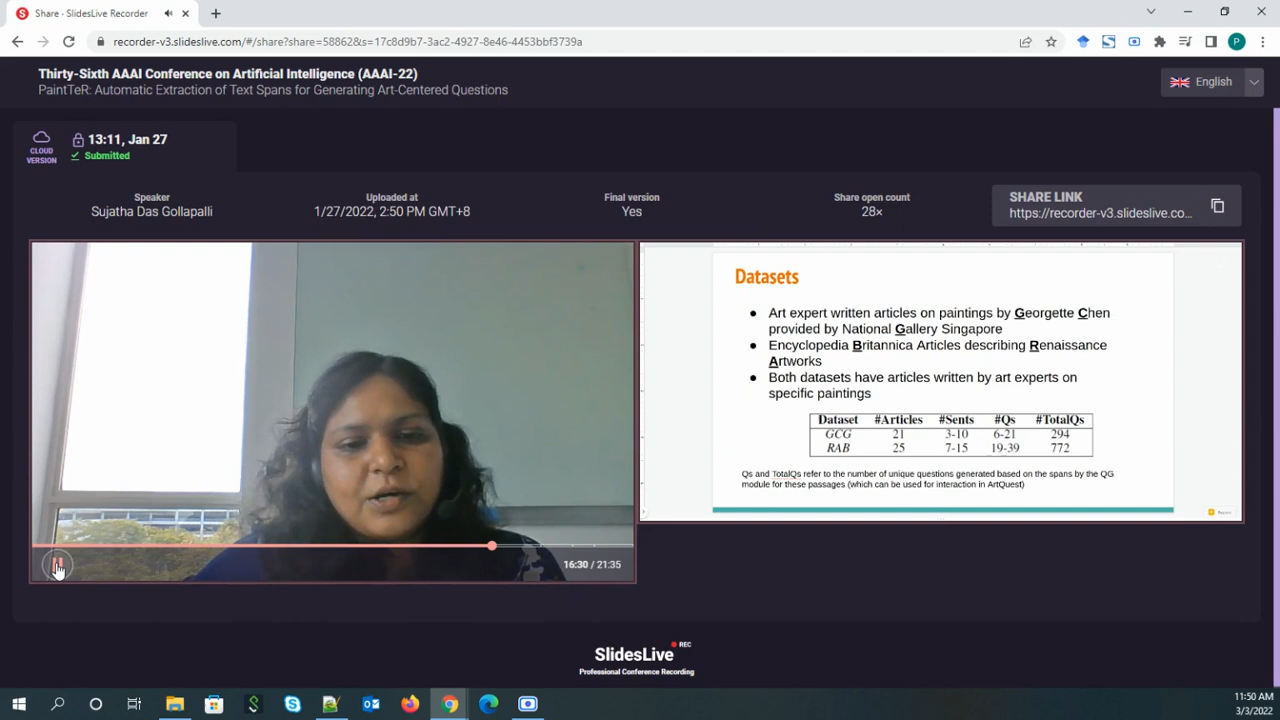 Share - SlidesLive Recorder
recorder-v3.slideslive.com/#/share?share=58862&s=17c8d9b7-3ac2-4927-8e46-4453bbf3739a
P
Thirty-Sixth AAAI Conference on Artificial Intelligence (AAAI-22)
PaintTeR: Automatic Extraction of Text Spans for Generating Art-Centered Questions
English
CLOUD
VERSION
13:11, Jan 27
Submitted
Speaker
Sujatha Das Gollapalli
Uploaded at
1/27/2022, 2:50 PM GMT+8
Final version
Yes
Share open count
28×
SHARE LINK
https://recorder-v3.slideslive.co...
Datasets
● Art expert written articles on paintings by Georgette Chen
provided by National Gallery Singapore
● Encyclopedia Britannica Articles describing Renaissance
Artworks
● Both datasets have articles written by art experts on
specific paintings
Dataset #Articles #Sents #Qs #TotalQs
GCG 21 3-10 6-21 294
RAB 25 7-15 19-39 772
Qs and TotalQs refer to the number of unique questions generated based on the spans by the QG
module for these passages (which can be used for interaction in ArtQuest)
16:30 / 21:35
SlidesLive REC
Professional Conference Recording
11:50 AM
3/3/2022